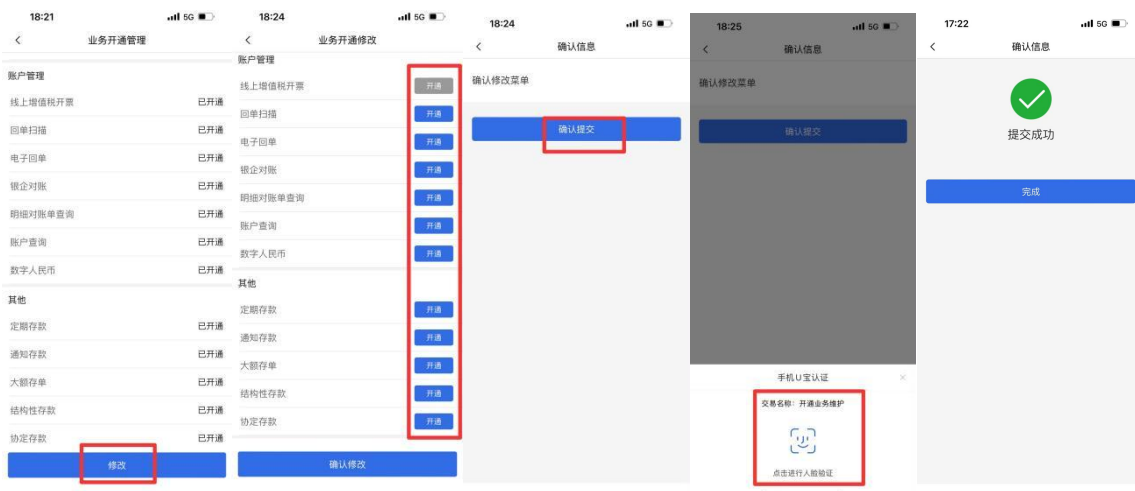 18:21
5G
业务开通管理
账户管理
线上增值税开票 已开通
回单扫描 已开通
电子回单 已开通
银企对账 已开通
明细对账单查询 已开通
账户查询 已开通
数字人民币 已开通
其他
定期存款 已开通
通知存款 已开通
大额存单 已开通
结构性存款 已开通
协定存款 已开通
修改
18:24
5G
业务开通修改
账户管理
线上增值税开票 开通
回单扫描 开通
电子回单 开通
银企对账 开通
明细对账单查询 开通
账户查询 开通
数字人民币 开通
其他
定期存款 开通
通知存款 开通
大额存单 开通
结构性存款 开通
协定存款 开通
确认修改
18:24
5G
确认信息
确认修改菜单
确认提交
18:25
5G
确认信息
确认修改菜单
确认提交
手机U宝认证
交易名称：开通业务维护
点击进行人脸验证
17:22
5G
确认信息
提交成功
完成